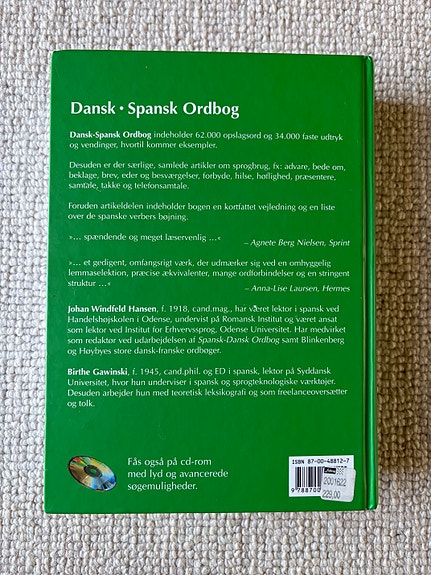 Dansk • Spansk Ordbog
Dansk-Spansk Ordbog indeholder 62.000 opslagsord og 34.000 faste udtryk
og vendinger, hvortil kommer eksempler.
Desuden er der særlige, samlede artikler om sprogbrug, fx: advare, bede om,
beklage, brev, eder og besværgelser, forbyde, hilse, høflighed, præsentere,
samtale, takke og telefonsamtale.
Foruden artikeldelen indeholder bogen en kortfattet vejledning og en liste
over de spanske verbers bøjning.
»… spændende og meget læservenlig …«
– Agnete Berg Nielsen, Sprint
»… et gedigent, omfangsrigt værk, der udmærker sig ved en omhyggelig
lemmaselektion, præcise ækvivalenter, mange ordforbindelser og en stringent
struktur …«
– Anna-Lise Laursen, Hermes
Johan Windfeld Hansen, f. 1918, cand.mag., har været lektor i spansk ved
Handelshøjskolen i Odense, undervist på Romansk Institut og været ansat
som lektor ved Institut for Erhvervssprog, Odense Universitet. Har medvirket
som redaktør ved udarbejdelsen af Spansk-Dansk Ordbog samt Blinkenberg
og Høybyes store dansk-franske ordbøger.
Birthe Gawinski, f. 1945, cand.phil. og ED i spansk, lektor på Syddansk
Universitet, hvor hun underviser i spansk og sprogteknologiske værktøjer.
Desuden arbejder hun med teoretisk leksikografi og som freelanceoversætter
og tolk.
Fås også på cd-rom
med lyd og avancerede
søgemuligheder.
ISBN 87-00-48812-7
2001622
229,00
9 788700